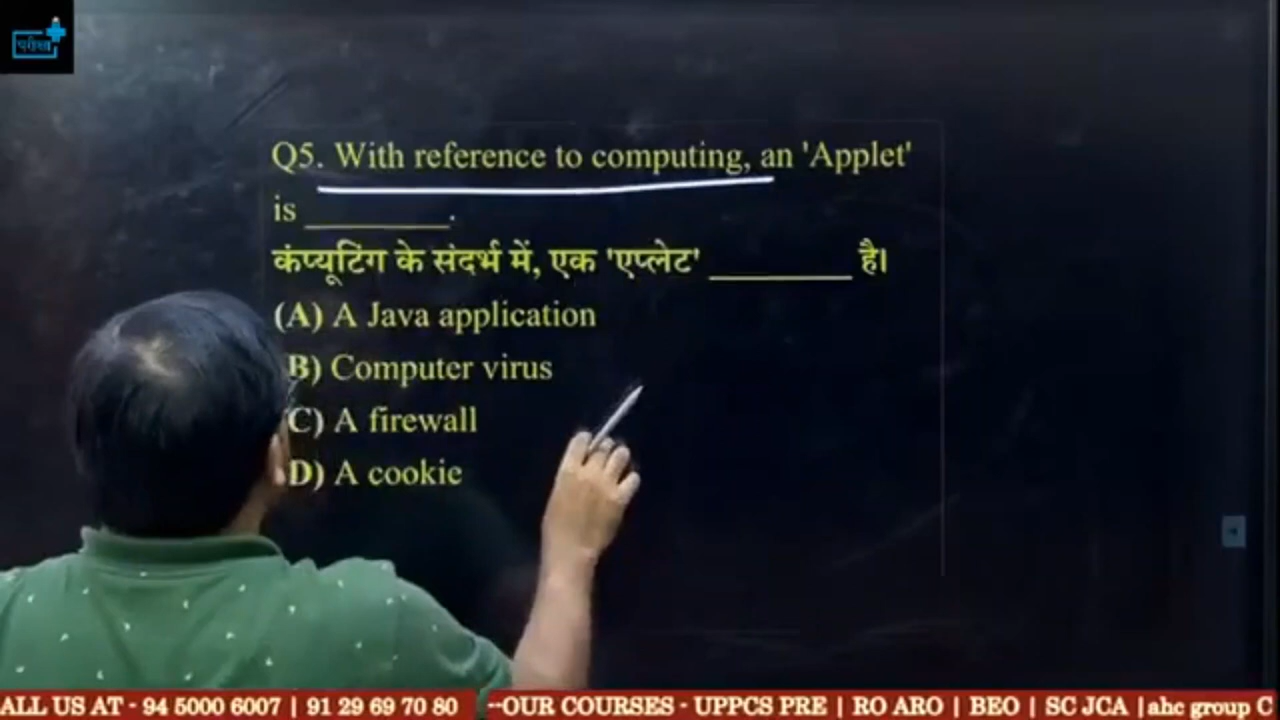 परीक्षा
Q5. With reference to computing, an 'Applet'
is ________.
कंप्यूटिंग के संदर्भ में, एक 'एप्लेट' ________ है।
(A) A Java application
B) Computer virus
C) A firewall
D) A cookie
ALL US AT - 94 5000 6007 | 91 29 69 70 80 --OUR COURSES - UPPCS PRE | RO ARO | BEO | SC JCA |ahc group C